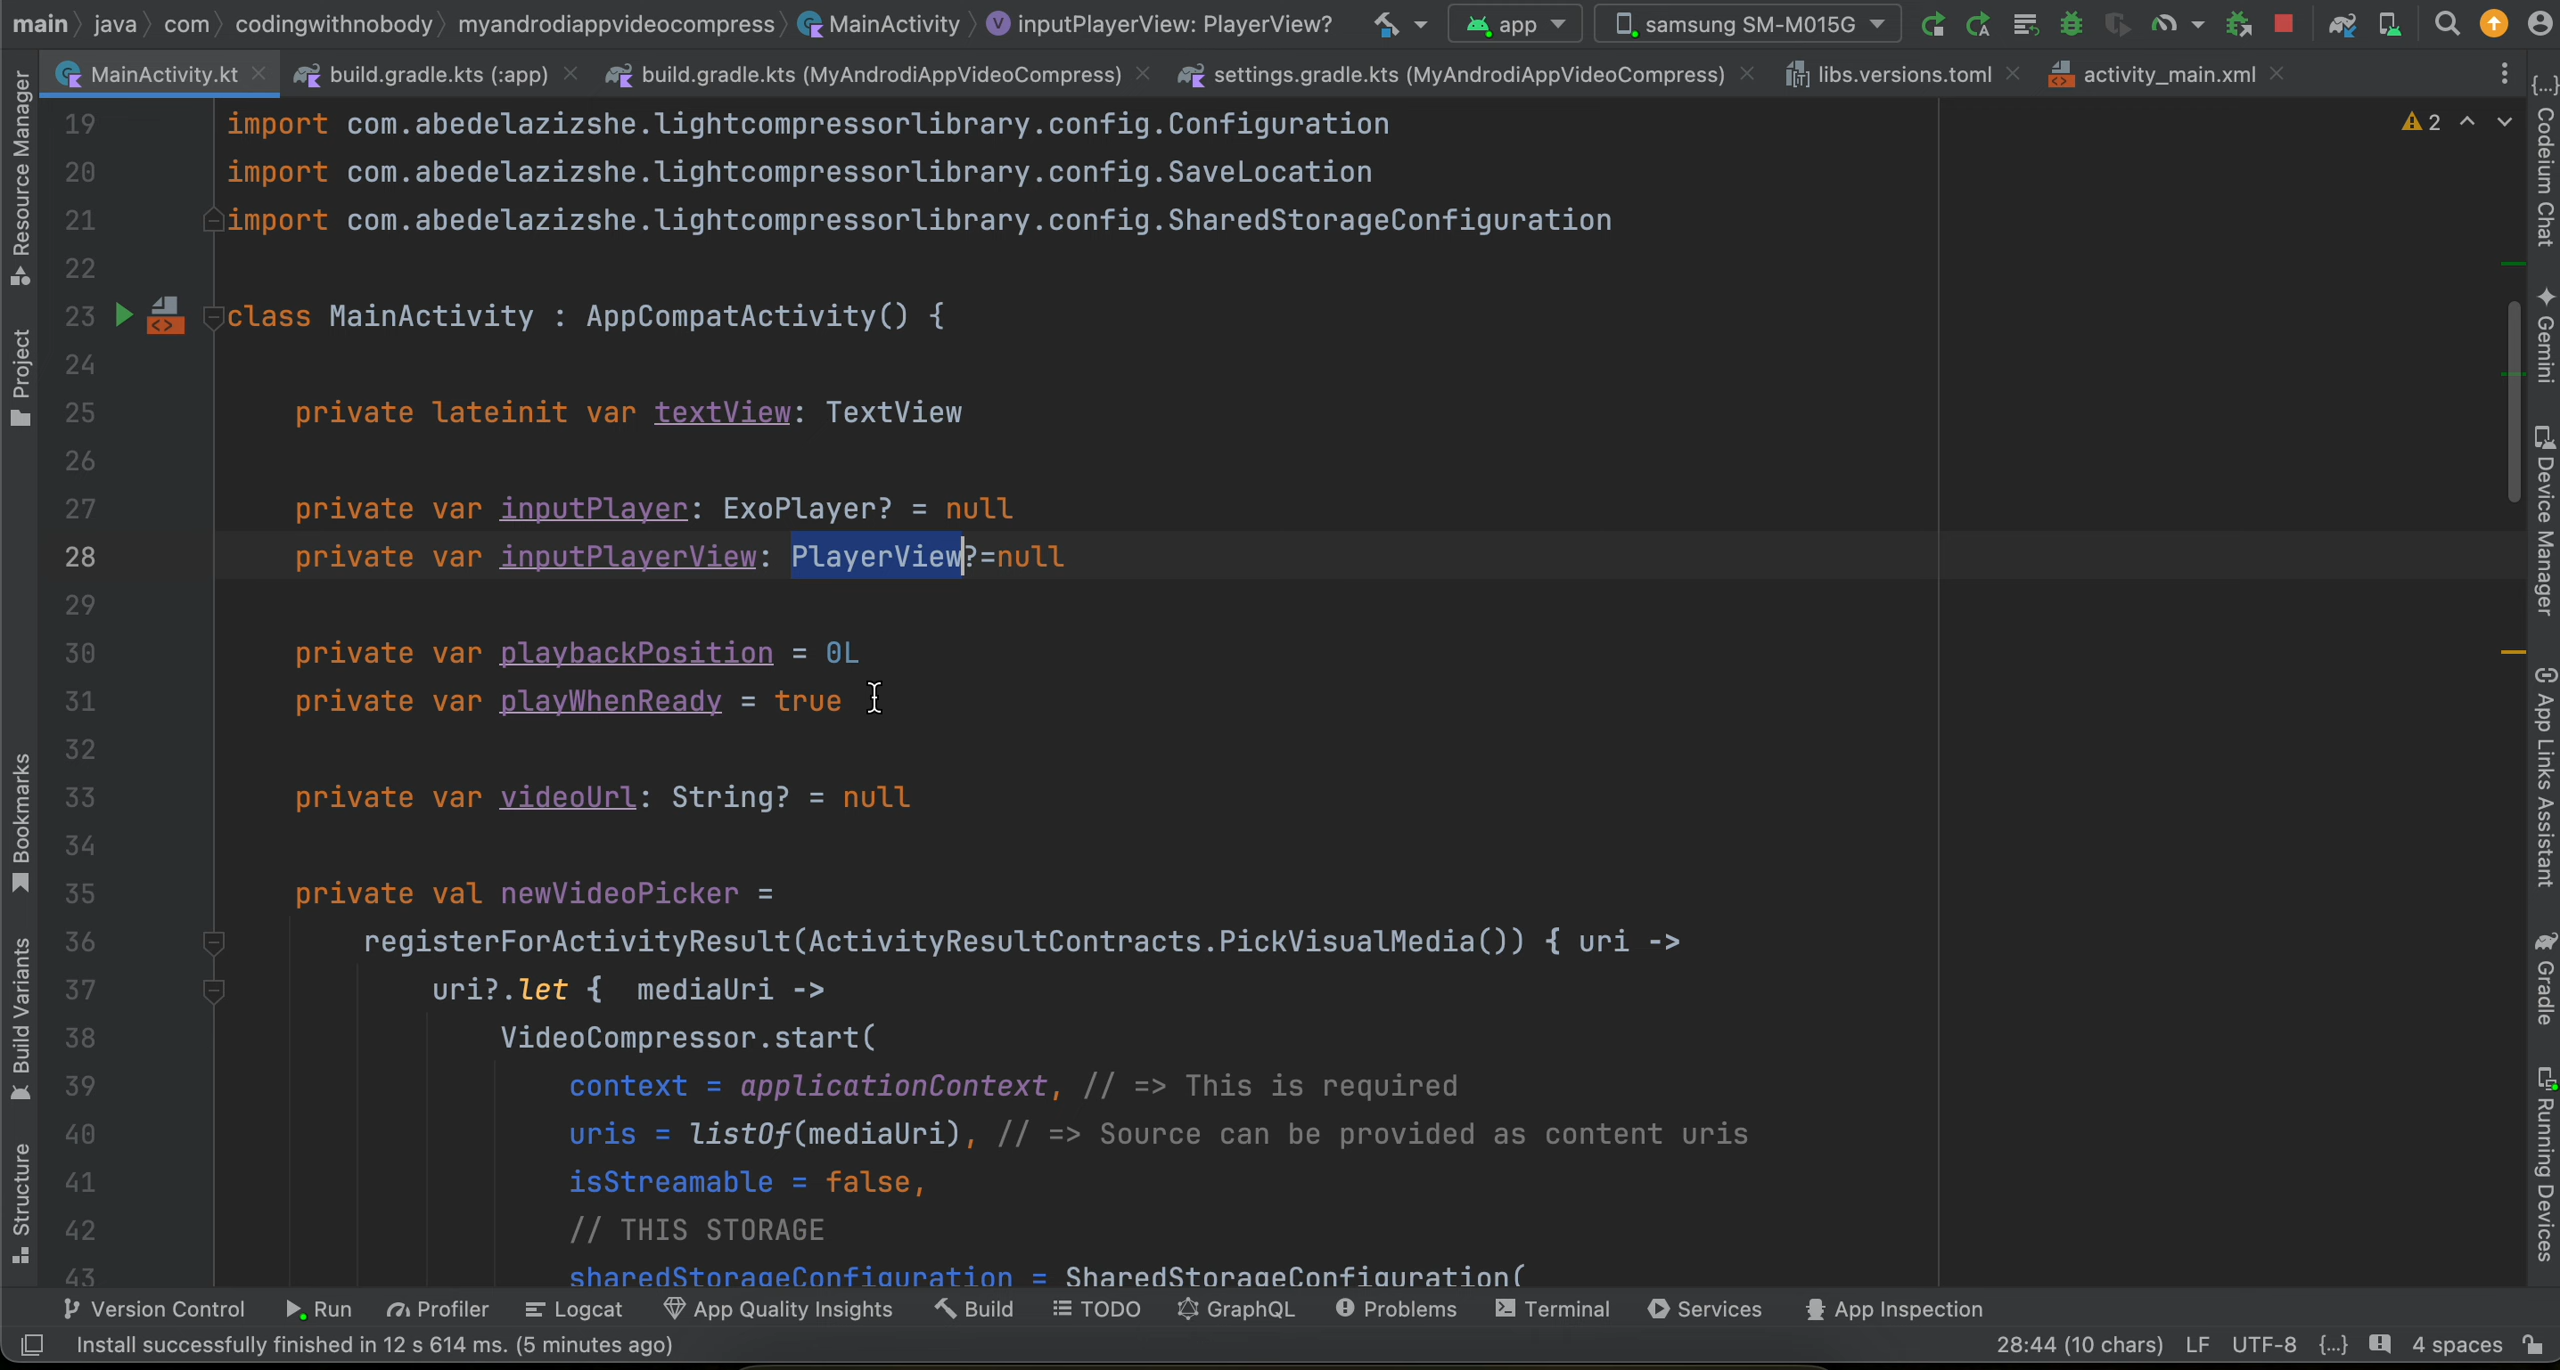 main java com codingwithnobody myandrodiappvideocompress MainActivity V inputPlayerView: PlayerView? app samsung SM-M015G
MainActivity.kt build.gradle.kts (:app) build.gradle.kts (MyAndrodiAppVideoCompress) settings.gradle.kts (MyAndrodiAppVideoCompress) libs.versions.toml activity_main.xml
19 import com.abedelazizshe.lightcompressorlibrary.config.Configuration
2
20 import com.abedelazizshe.lightcompressorlibrary.config.SaveLocation
21 import com.abedelazizshe.lightcompressorlibrary.config.SharedStorageConfiguration
22
23 class MainActivity : AppCompatActivity() {
24
25 private lateinit var textView: TextView
26
27 private var inputPlayer: ExoPlayer? = null
28 private var inputPlayerView: PlayerView?=null
29
30 private var playbackPosition = 0L
31 private var playWhenReady = true
32
33 private var videoUrl: String? = null
34
35 private val newVideoPicker =
36 registerForActivityResult(ActivityResultContracts.PickVisualMedia()) { uri ->
37 uri?.let { mediaUri ->
38 VideoCompressor.start(
39 context = applicationContext, // => This is required
40 uris = listOf(mediaUri), // => Source can be provided as content uris
41 isStreamable = false,
42 // THIS STORAGE
43 sharedStorageConfiguration = SharedStorageConfiguration(
Resource Manager
Project
Bookmarks
Build Variants
Structure
{...} Codeium Chat
Gemini
Device Manager
App Links Assistant
Gradle
Running Devices
Version Control Run Profiler Logcat App Quality Insights Build TODO GraphQL Problems Terminal Services App Inspection
Install successfully finished in 12 s 614 ms. (5 minutes ago) 28:44 (10 chars) LF UTF-8 {...} 4 spaces